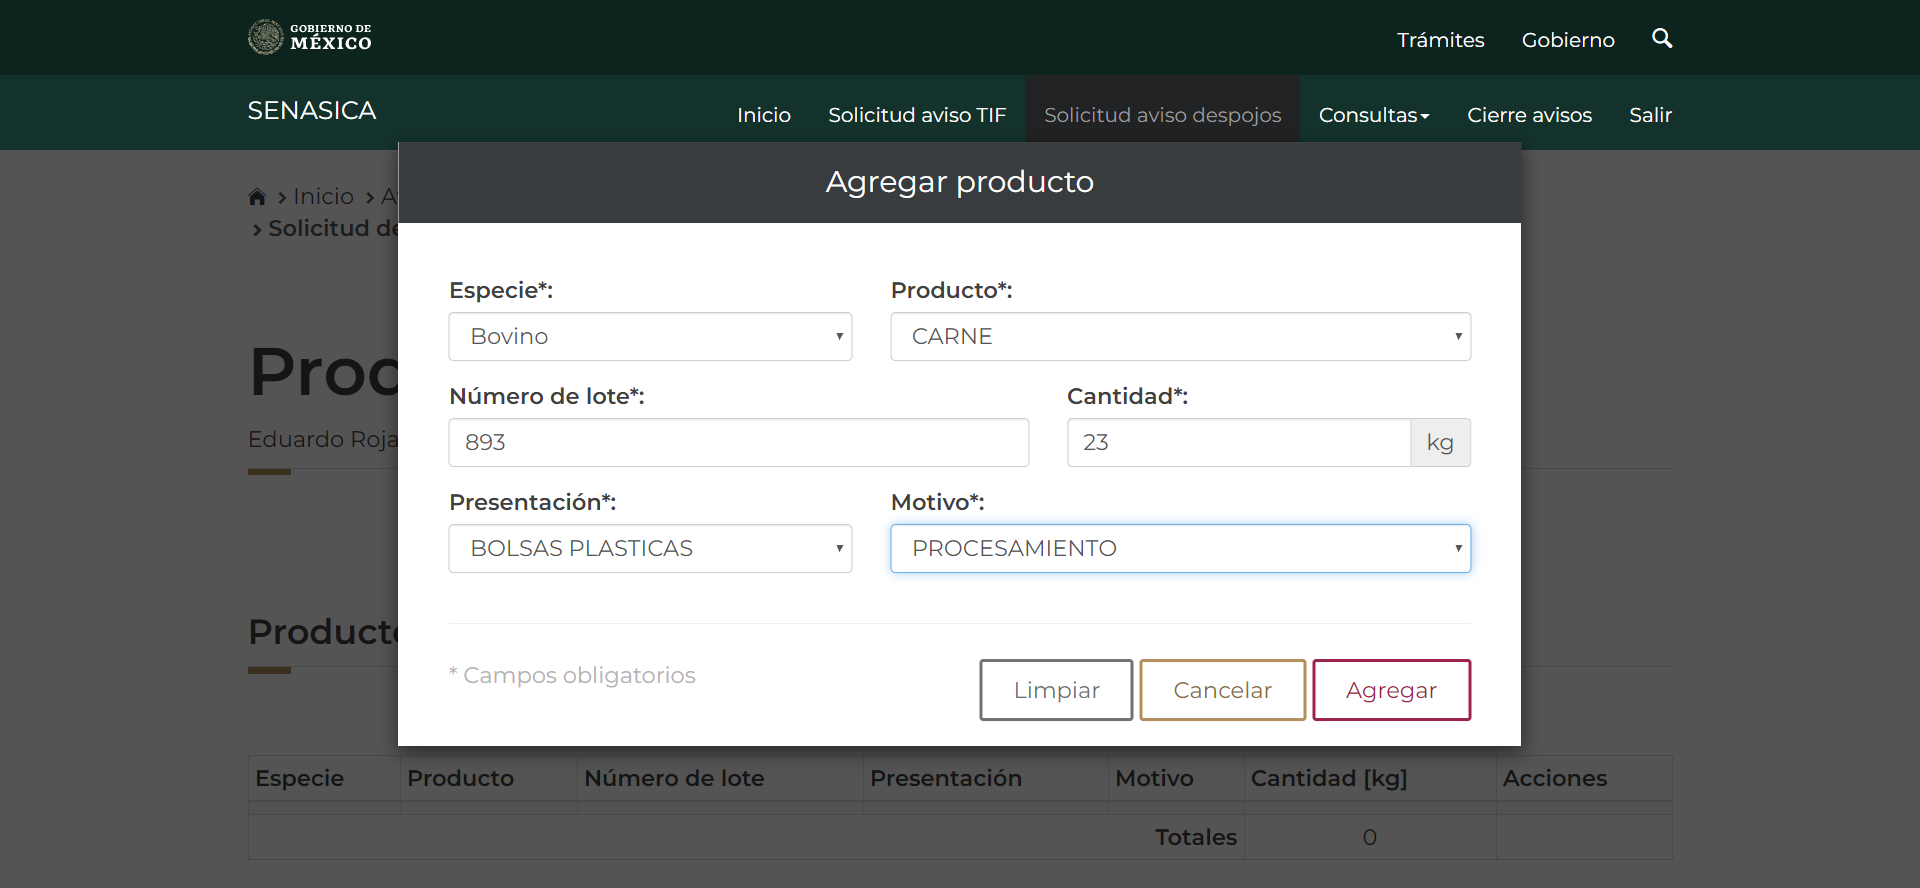 GOBIERNO DE
MÉXICO
Trámites Gobierno
SENASICA
Inicio Solicitud aviso TIF Solicitud aviso despojos Consultas Cierre avisos Salir
Inicio
Solicitud
Agregar producto
Especie*: Producto*:
Bovino CARNE
Proc
Número de lote*: Cantidad*:
893 23 kg
Eduardo Roja
Presentación*: Motivo*:
BOLSAS PLASTICAS PROCESAMIENTO
Product
* Campos obligatorios
Limpiar Cancelar Agregar
Especie Producto Número de lote Presentación Motivo Cantidad [kg] Acciones
Totales 0